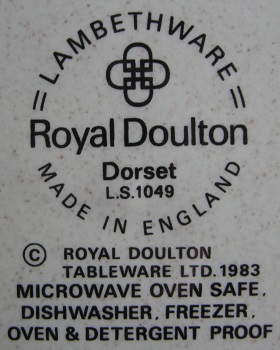 = LAMBETHWARE =
Royal Doulton
Dorset
L.S.1049
MADE IN ENGLAND
© ROYAL DOULTON
TABLEWARE LTD.1983
MICROWAVE OVEN SAFE,
DISHWASHER, FREEZER,
OVEN & DETERGENT PROOF